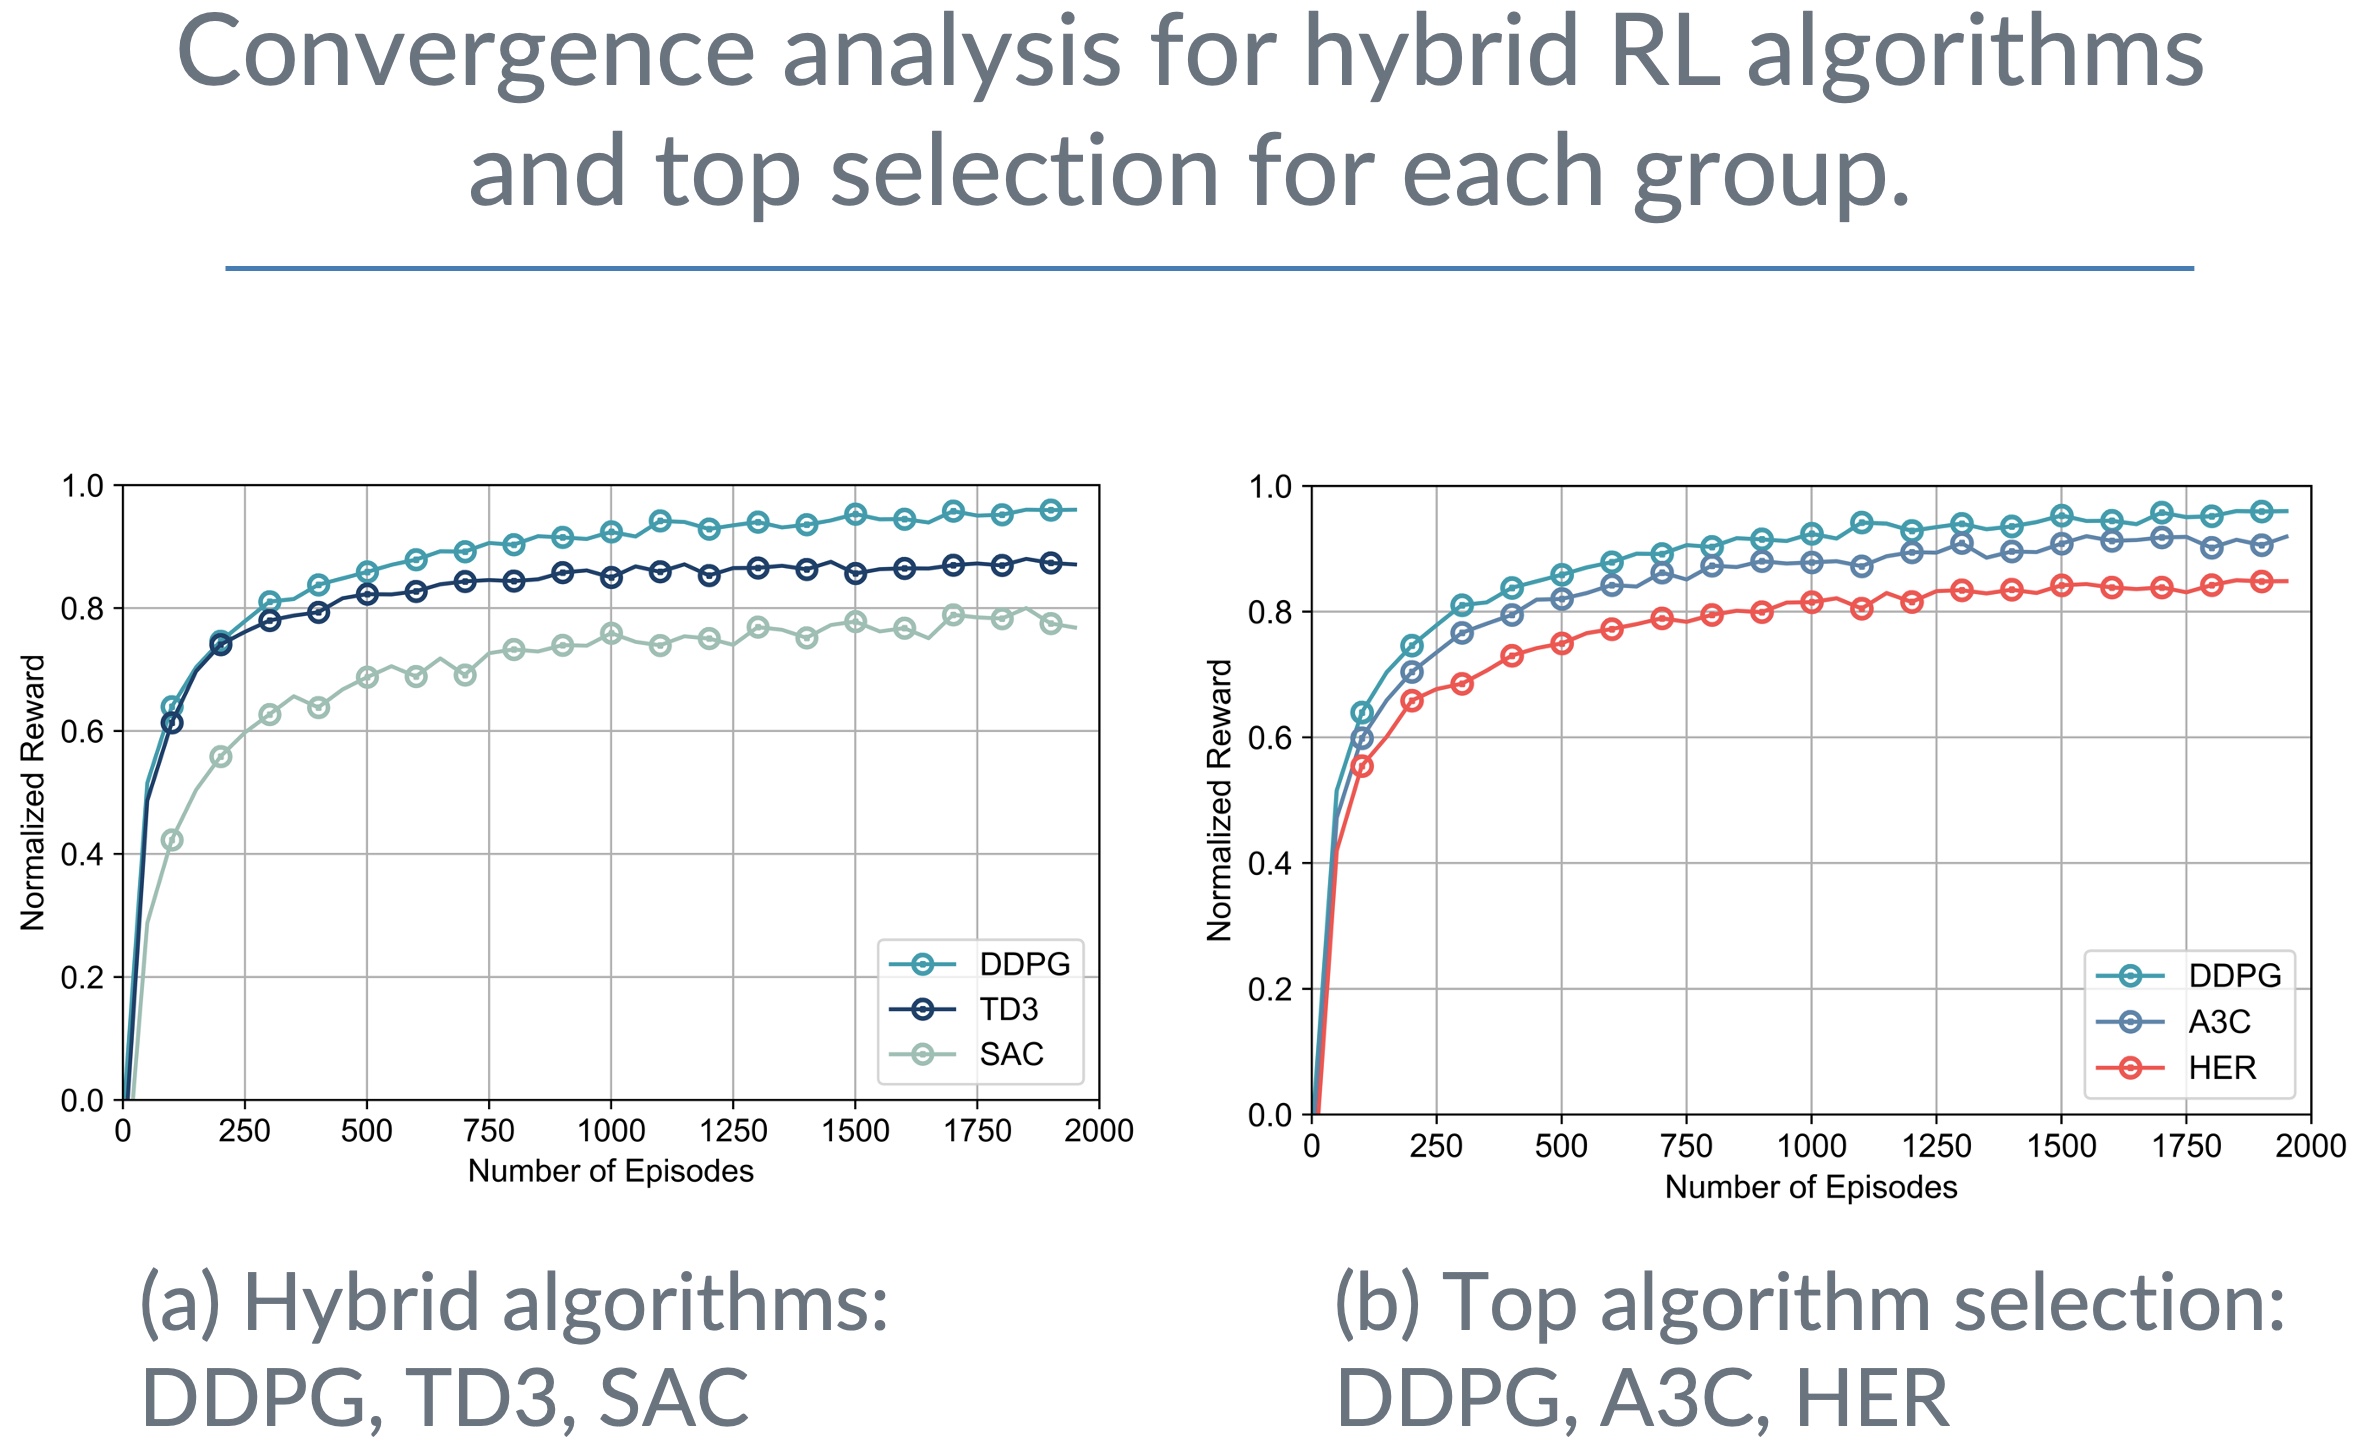 Convergence analysis for hybrid RL algorithms
and top selection for each group.
1.0
0.8
0.6
0.4
0.2
0.0
Normalized Reward
0 250 500 750 1000 1250 1500 1750 2000
Number of Episodes
DDPG
TD3
SAC
(a) Hybrid algorithms:
DDPG, TD3, SAC
1.0
0.8
0.6
0.4
0.2
0.0
Normalized Reward
0 250 500 750 1000 1250 1500 1750 2000
Number of Episodes
DDPG
A3C
HER
(b) Top algorithm selection:
DDPG, A3C, HER